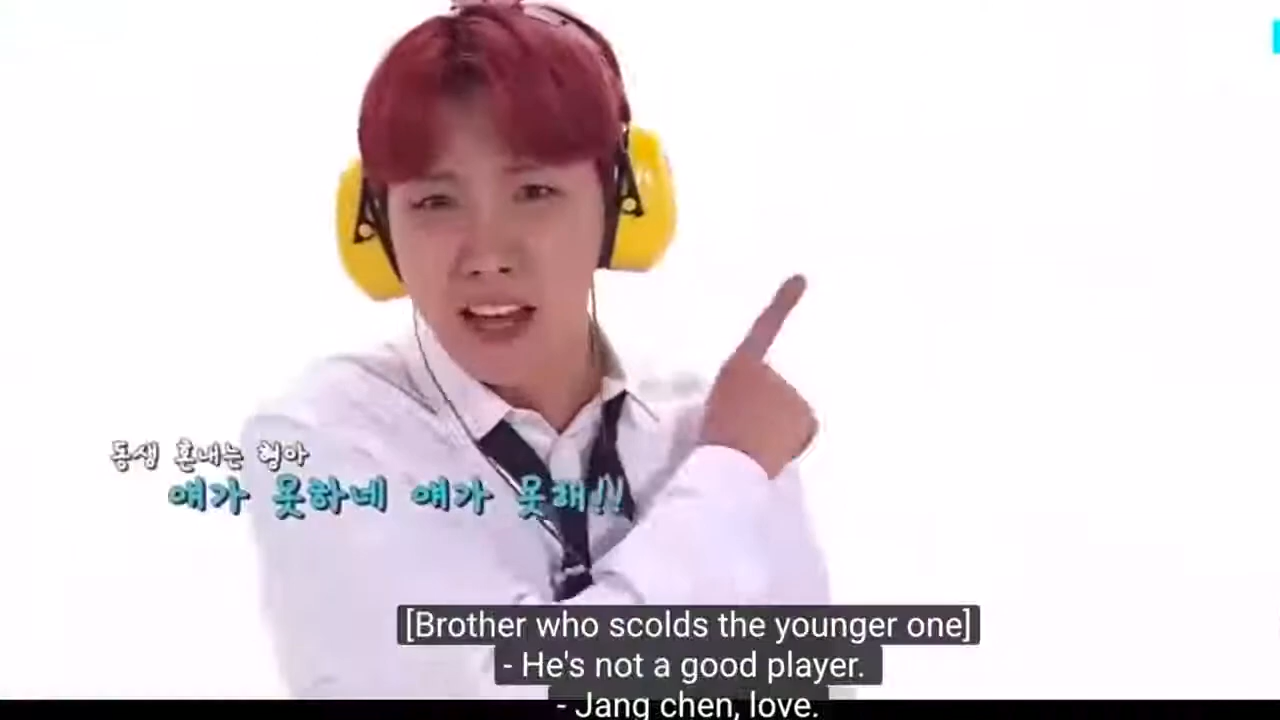 동생 혼내는 형아
얘가 못하네 얘가 못해!!
[Brother who scolds the younger one]
- He's not a good player.
- Jang chen, love.